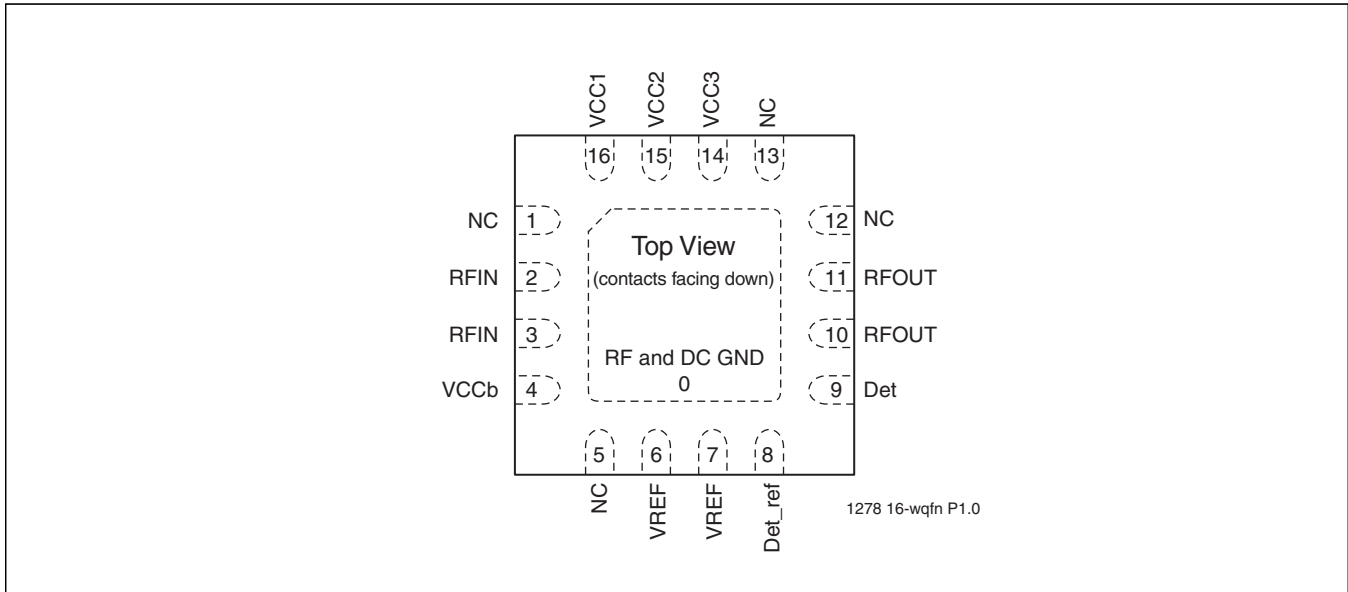 VCC1
VCC2
VCC3
NC
16 15 14 13
NC 1
12 NC
RFIN 2
11 RFOUT
RFIN 3
10 RFOUT
VCCb 4
9 Det
Top View
(contacts facing down)
RF and DC GND
0
5 6 7 8
NC
VREF
VREF
Det_ref
1278 16-wqfn P1.0